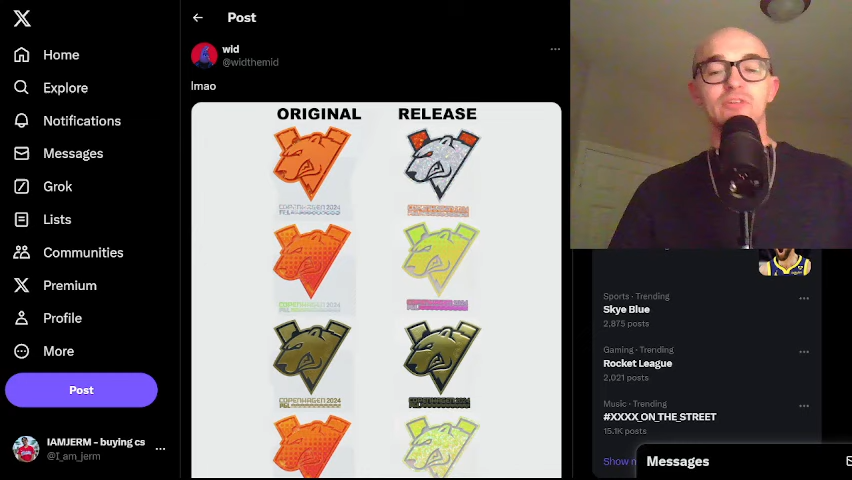 Home
Explore
Notifications
Messages
Grok
Lists
Communities
Premium
Profile
More
Post
IAMJERM - buying cs
@I_am_jerm
Post
wid
@widthemid
lmao
ORIGINAL RELEASE
COPENHAGEN 2024
COPENHAGEN 2024
COPENHAGEN 2024
PGL
Sports · Trending
Skye Blue
2,875 posts
Gaming · Trending
Rocket League
2,021 posts
Music · Trending
#XXXX_ON_THE_STREET
15.1K posts
Show
Messages